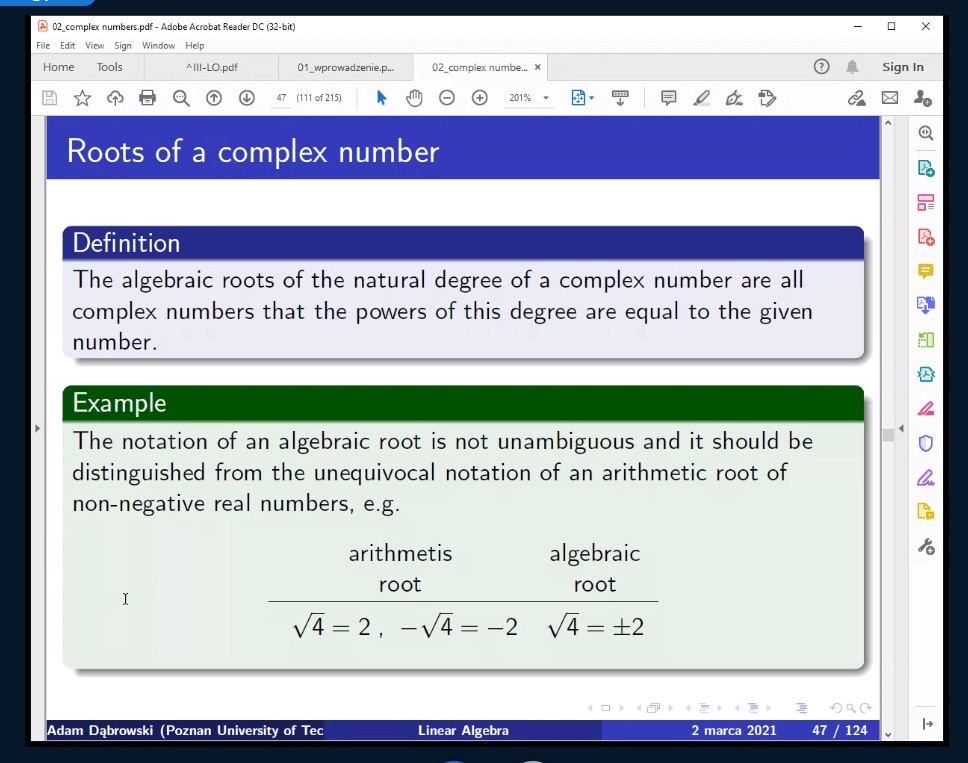 02_complex numbers.pdf - Adobe Acrobat Reader DC (32-bit)
File Edit View Sign Window Help
Home Tools ^III-LO.pdf 01_wprowadzenie.p... 02_complex numbe... × Sign In
47 (111 of 215) 201%
Roots of a complex number
Definition
The algebraic roots of the natural degree of a complex number are all
complex numbers that the powers of this degree are equal to the given
number.
Example
The notation of an algebraic root is not unambiguous and it should be
distinguished from the unequivocal notation of an arithmetic root of
non-negative real numbers, e.g.
arithmetis algebraic
root root
√4 = 2 , −√4 = −2 √4 = ±2
Adam Dąbrowski (Poznan University of Tec Linear Algebra 2 marca 2021 47 / 124